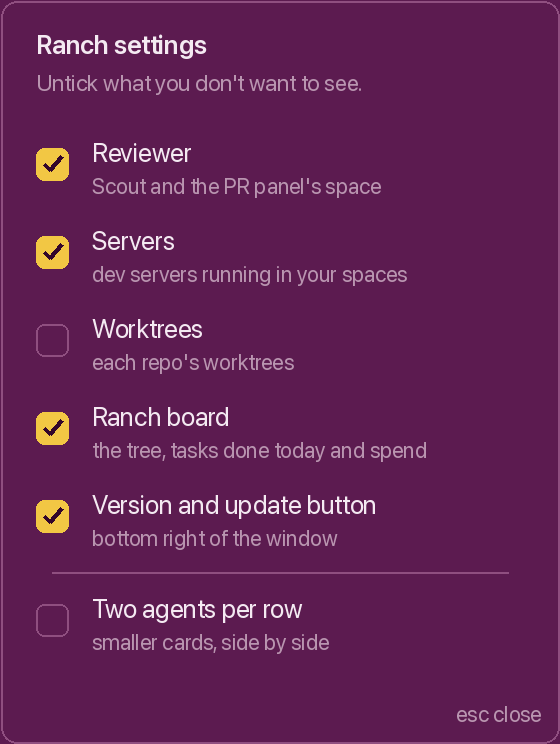 Ranch settings
Untick what you don't want to see.
Reviewer
Scout and the PR panel's space
Servers
dev servers running in your spaces
Worktrees
each repo's worktrees
Ranch board
the tree, tasks done today and spend
Version and update button
bottom right of the window
Two agents per row
smaller cards, side by side
esc close